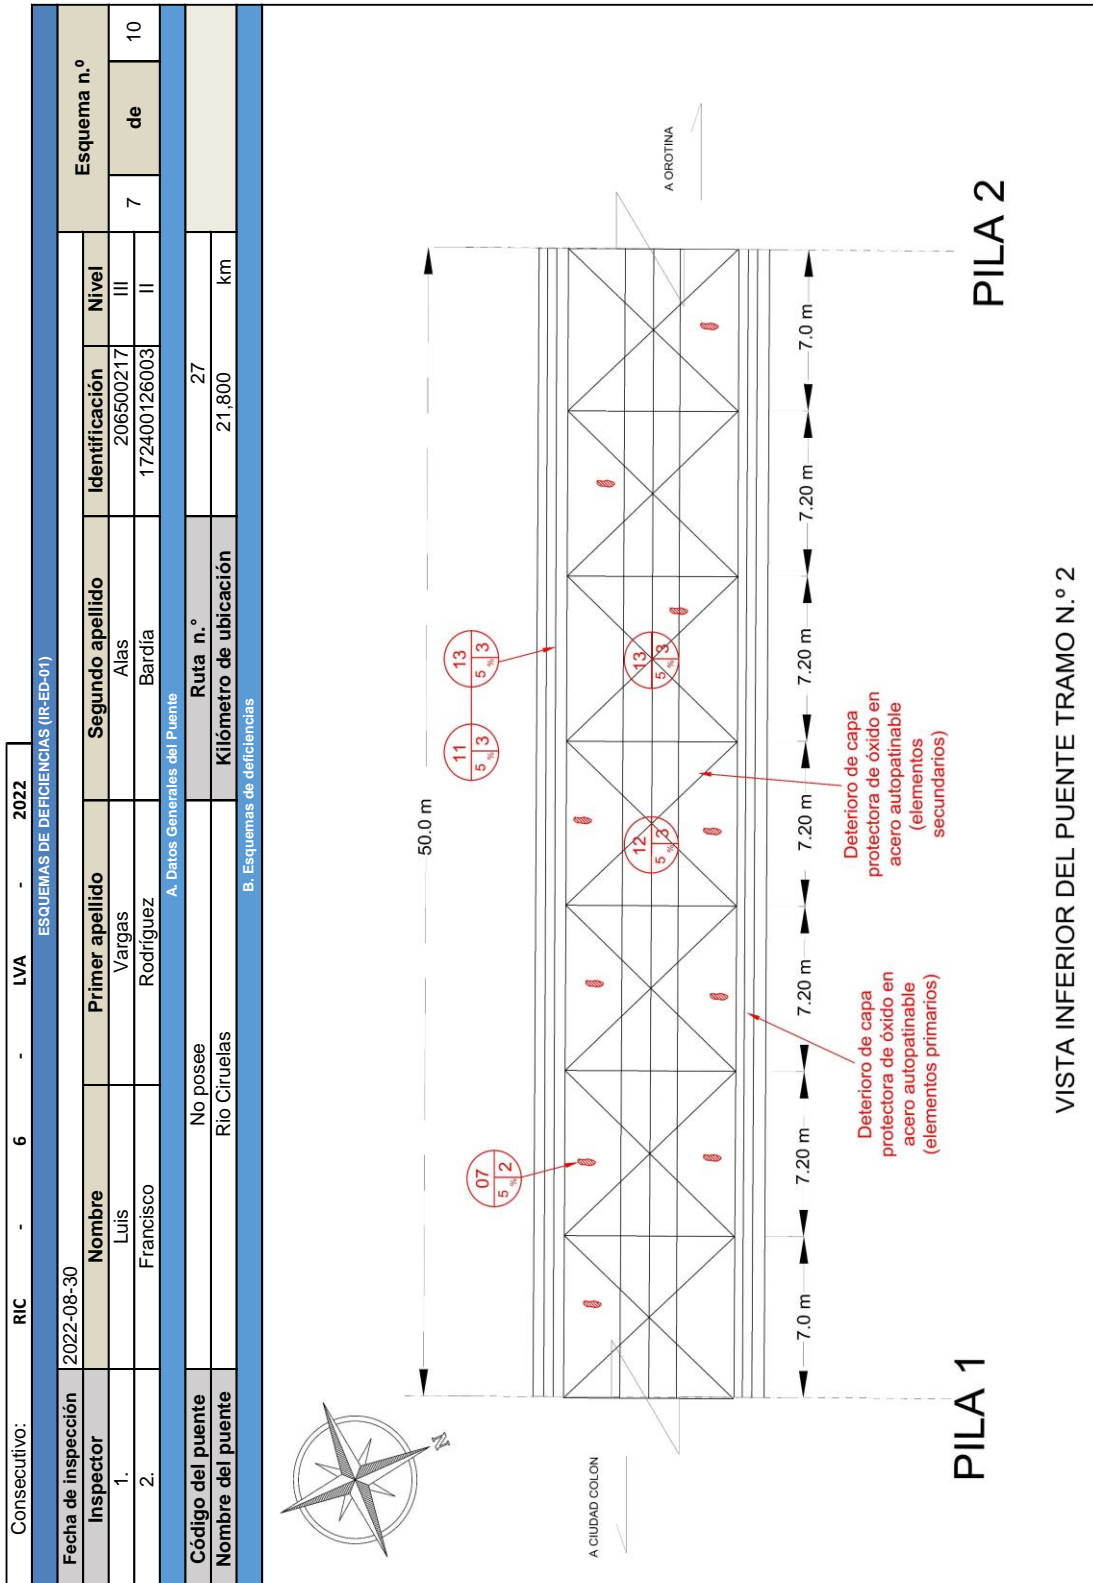 Consecutivo: RIC - 6 - LVA - 2022
ESQUEMAS DE DEFICIENCIAS (IR-ED-01)
Fecha de inspección 2022-08-30
Inspector Nombre Primer apellido Segundo apellido Identificación Nivel Esquema n.º
1. Luis Vargas Alas 206500217 III 7 de 10
2. Francisco Rodríguez Bardía 172400126003 II
A. Datos Generales del Puente
Código del puente No posee Ruta n.° 27
Nombre del puente Rio Ciruelas Kilómetro de ubicación 21,800 km
B. Esquemas de deficiencias
N
50.0 m
07 2 5 %
11 3 5 %
13 3 5 %
12 3 5 %
13 3 5 %
A CIUDAD COLON
A OROTINA
7.0 m 7.20 m 7.20 m 7.20 m 7.20 m 7.20 m 7.0 m
Deterioro de capa
protectora de óxido en
acero autopatinable
(elementos primarios)
Deterioro de capa
protectora de óxido en
acero autopatinable
(elementos
secundarios)
PILA 1
PILA 2
VISTA INFERIOR DEL PUENTE TRAMO N.º 2